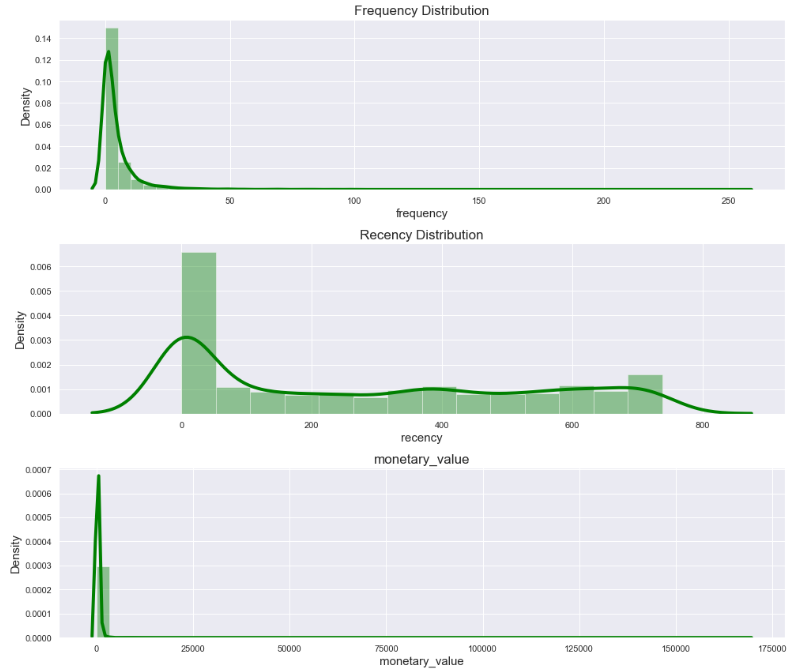 Frequency Distribution
Density
0.14
0.12
0.10
0.08
0.06
0.04
0.02
0.00
0 50 100 150 200 250
frequency
Recency Distribution
Density
0.006
0.005
0.004
0.003
0.002
0.001
0.000
0 200 400 600 800
recency
monetary_value
Density
0.0007
0.0006
0.0005
0.0004
0.0003
0.0002
0.0001
0.0000
0 25000 50000 75000 100000 125000 150000 175000
monetary_value